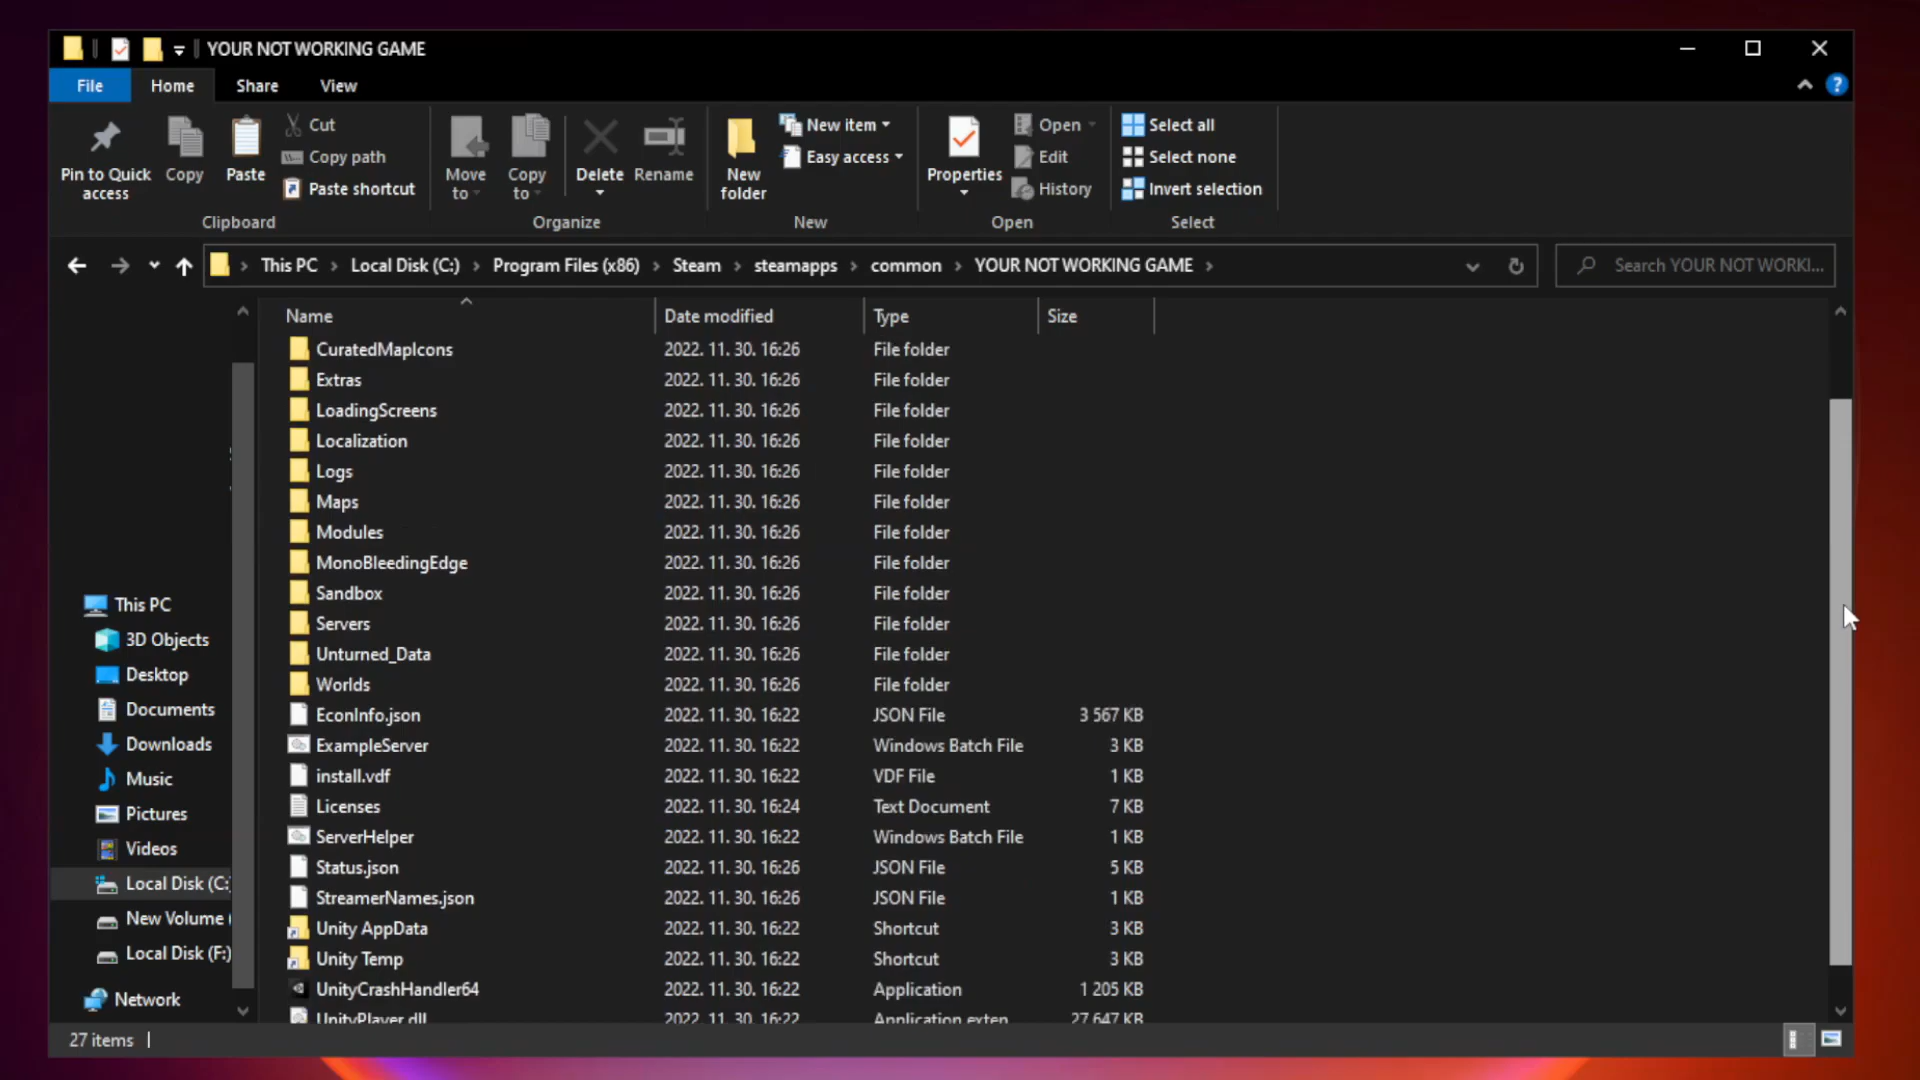 YOUR NOT WORKING GAME
File Home Share View
Pin to Quick access
Copy
Paste
Cut
Copy path
Paste shortcut
Clipboard
Move to
Copy to
Delete
Rename
Organize
New folder
New item
Easy access
New
Properties
Open
Edit
History
Open
Select all
Select none
Invert selection
Select
This PC > Local Disk (C:) > Program Files (x86) > Steam > steamapps > common > YOUR NOT WORKING GAME >
Search YOUR NOT WORKI...
This PC
3D Objects
Desktop
Documents
Downloads
Music
Pictures
Videos
Local Disk (C:)
New Volume (
Local Disk (F:)
Network
Name Date modified Type Size
CuratedMapIcons 2022. 11. 30. 16:26 File folder
Extras 2022. 11. 30. 16:26 File folder
LoadingScreens 2022. 11. 30. 16:26 File folder
Localization 2022. 11. 30. 16:26 File folder
Logs 2022. 11. 30. 16:26 File folder
Maps 2022. 11. 30. 16:26 File folder
Modules 2022. 11. 30. 16:26 File folder
MonoBleedingEdge 2022. 11. 30. 16:26 File folder
Sandbox 2022. 11. 30. 16:26 File folder
Servers 2022. 11. 30. 16:26 File folder
Unturned_Data 2022. 11. 30. 16:26 File folder
Worlds 2022. 11. 30. 16:26 File folder
EconInfo.json 2022. 11. 30. 16:22 JSON File 3 567 KB
ExampleServer 2022. 11. 30. 16:22 Windows Batch File 3 KB
install.vdf 2022. 11. 30. 16:22 VDF File 1 KB
Licenses 2022. 11. 30. 16:24 Text Document 7 KB
ServerHelper 2022. 11. 30. 16:22 Windows Batch File 1 KB
Status.json 2022. 11. 30. 16:26 JSON File 5 KB
StreamerNames.json 2022. 11. 30. 16:22 JSON File 1 KB
Unity AppData 2022. 11. 30. 16:22 Shortcut 3 KB
Unity Temp 2022. 11. 30. 16:22 Shortcut 3 KB
UnityCrashHandler64 2022. 11. 30. 16:22 Application 1 205 KB
UnityPlayer.dll 2022. 11. 30. 16:22 Application exten 27 647 KB
27 items